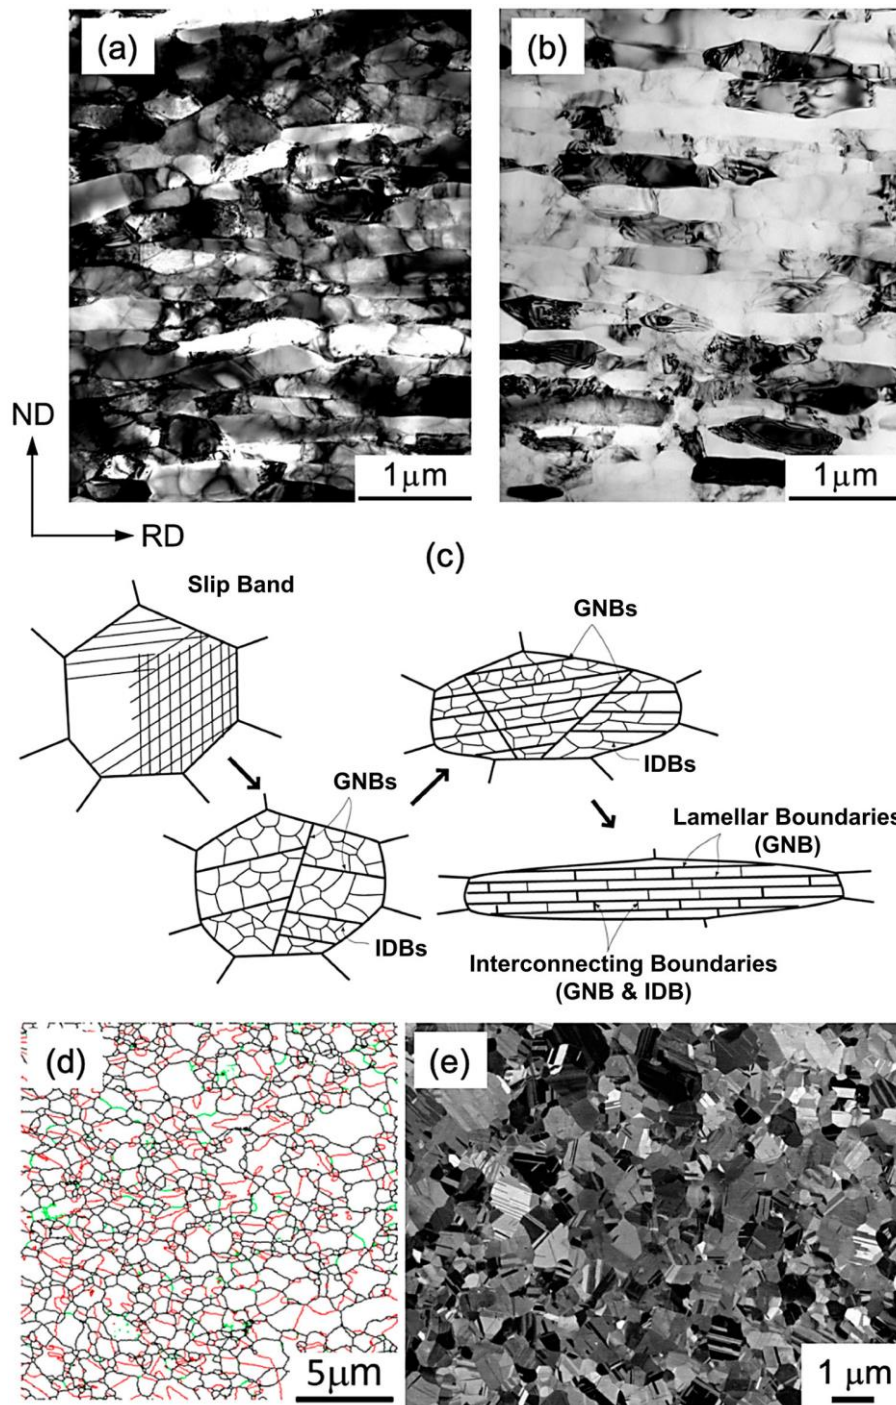 (a)
(b)
1μm
1μm
ND
RD
(c)
Slip Band
GNBs
IDBs
GNBs
IDBs
Lamellar Boundaries
(GNB)
Interconnecting Boundaries
(GNB & IDB)
(d)
(e)
5μm
1 μm